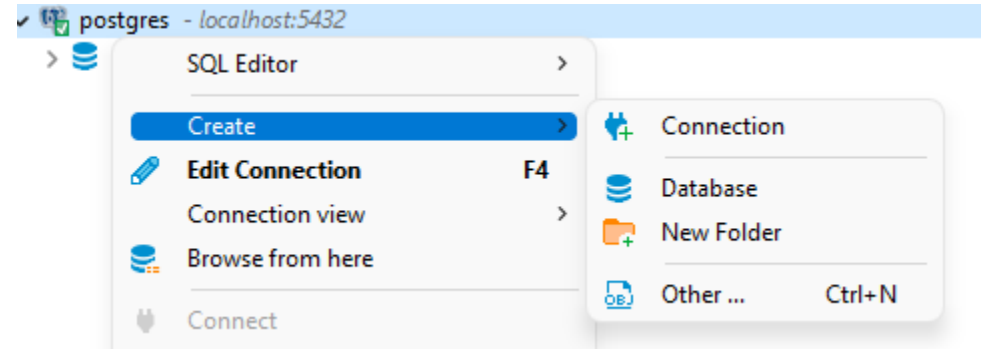 postgres - localhost:5432
SQL Editor
Create
Connection
Edit Connection F4
Database
Connection view
New Folder
Browse from here
Other ... Ctrl+N
OBJ
Connect